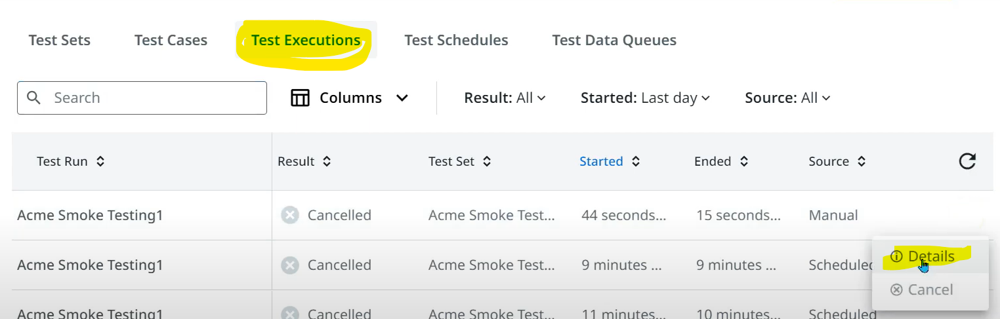 Test Sets Test Cases Test Executions Test Schedules Test Data Queues
Search Columns Result: All Started: Last day Source: All
Test Run Result Test Set Started Ended Source
Acme Smoke Testing1 Cancelled Acme Smoke Test... 44 seconds... 15 seconds... Manual
Details
Acme Smoke Testing1 Cancelled Acme Smoke Test... 9 minutes ... 9 minutes ... Scheduled
Cancel
Acme Smoke Testing1 Cancelled Acme Smoke Test... 11 minutes... 10 minutes... Scheduled